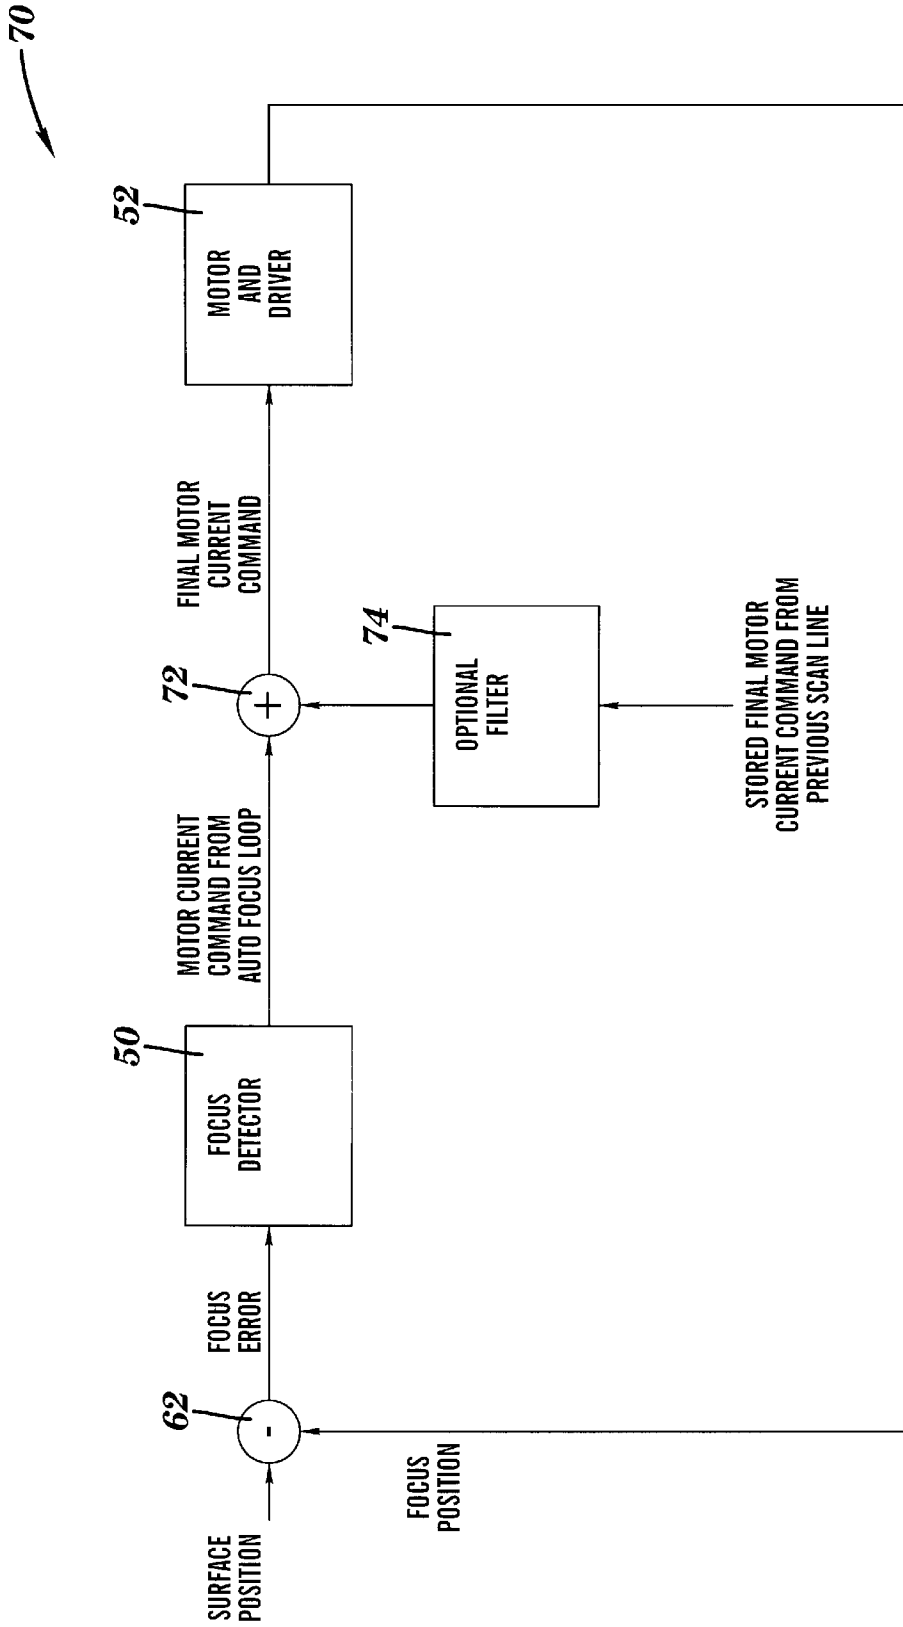 70
SURFACE
POSITION
62
-
FOCUS
POSITION
FOCUS
ERROR
50
FOCUS
DETECTOR
MOTOR CURRENT
COMMAND FROM
AUTO FOCUS LOOP
72
+
74
OPTIONAL
FILTER
STORED FINAL MOTOR
CURRENT COMMAND FROM
PREVIOUS SCAN LINE
FINAL MOTOR
CURRENT
COMMAND
52
MOTOR
AND
DRIVER